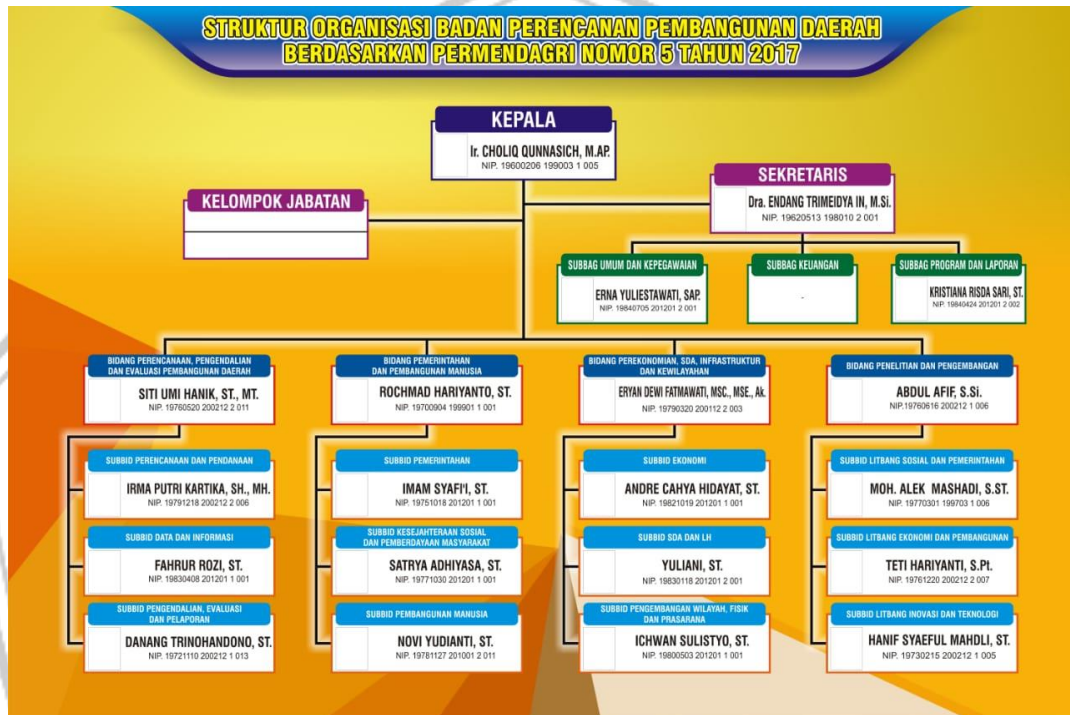 STRUKTUR ORGANISASI BADAN PERENCANAN PEMBANGUNAN DAERAH
BERDASARKAN PERMENDAGRI NOMOR 5 TAHUN 2017
KEPALA
Ir. CHOLIQ QUNNASICH, M.AP.
NIP. 19600206 199003 1 005
KELOMPOK JABATAN
SEKRETARIS
Dra. ENDANG TRIMEIDYA IN, M.Si.
NIP. 19620513 198010 2 001
SUBBAG UMUM DAN KEPEGAWAIAN
ERNA YULIESTAWATI, SAP.
NIP. 19840705 201201 2 001
SUBBAG KEUANGAN
-
SUBBAG PROGRAM DAN LAPORAN
KRISTIANA RISDA SARI, ST.
NIP. 19840424 201201 2 002
BIDANG PERENCANAAN, PENGENDALIAN
DAN EVALUASI PEMBANGUNAN DAERAH
SITI UMI HANIK, ST., MT.
NIP. 19760520 200212 2 011
SUBBID PERENCANAAN DAN PENDANAAN
IRMA PUTRI KARTIKA, SH., MH.
NIP. 19791218 200212 2 006
SUBBID DATA DAN INFORMASI
FAHRUR ROZI, ST.
NIP. 19830408 201201 1 001
SUBBID PENGENDALIAN, EVALUASI
DAN PELAPORAN
DANANG TRINOHANDONO, ST.
NIP. 19721110 200212 1 013
BIDANG PEMERINTAHAN
DAN PEMBANGUNAN MANUSIA
ROCHMAD HARIYANTO, ST.
NIP. 19700904 199901 1 001
SUBBID PEMERINTAHAN
IMAM SYAFI'I, ST.
NIP. 19751018 201201 1 001
SUBBID KESEJAHTERAAN SOSIAL
DAN PEMBERDAYAAN MASYARAKAT
SATRYA ADHIYASA, ST.
NIP. 19771030 201201 1 001
SUBBID PEMBANGUNAN MANUSIA
NOVI YUDIANTI, ST.
NIP. 19781127 201001 2 011
BIDANG PEREKONOMIAN, SDA, INFRASTRUKTUR
DAN KEWILAYAHAN
ERYAN DEWI FATMAWATI, MSC., MSE., Ak.
NIP. 19790320 200112 2 003
SUBBID EKONOMI
ANDRE CAHYA HIDAYAT, ST.
NIP. 19821019 201201 1 001
SUBBID SDA DAN LH
YULIANI, ST.
NIP. 19830118 201201 2 001
SUBBID PENGEMBANGAN WILAYAH, FISIK
DAN PRASARANA
ICHWAN SULISTYO, ST.
NIP. 19800503 201201 1 001
BIDANG PENELITIAN DAN PENGEMBANGAN
ABDUL AFIF, S.Si.
NIP.19760616 200212 1 006
SUBBID LITBANG SOSIAL DAN PEMERINTAHAN
MOH. ALEK MASHADI, S.ST.
NIP. 19770301 199703 1 006
SUBBID LITBANG EKONOMI DAN PEMBANGUNAN
TETI HARIYANTI, S.Pt.
NIP. 19761220 200212 2 007
SUBBID LITBANG INOVASI DAN TEKNOLOGI
HANIF SYAEFUL MAHDLI, ST.
NIP. 19730215 200212 1 005